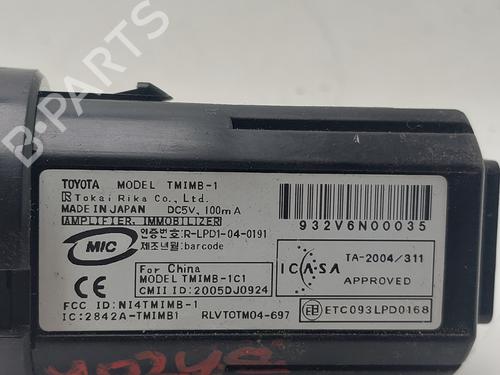 B-PARTS
TOYOTA MODEL TMIMB-1
Tokai Rika Co., Ltd.
MADE IN JAPAN DC5V, 100mA
AMPLIFIER, IMMOBILIZER
MIC
인증번호:R-LPD1-04-0191
제조년월:barcode
CE
For China
MODEL TMIMB-1C1
CMII ID:2005DJ0924
FCC ID:NI4TMIMB-1
IC:2842A-TMIMB1
RLVTOTM04-697
932V6N00035
ICASA
TA-2004/311
APPROVED
ETC093LPD0168